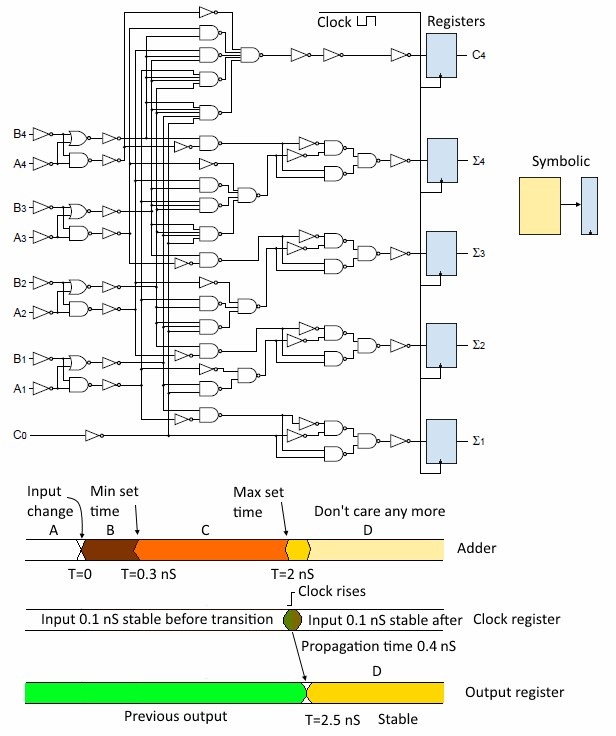 Clock
Registers
C4
B4
A4
Σ4
Symbolic
B3
A3
Σ3
B2
A2
Σ2
B1
A1
C0
Σ1
Input change
Min set time
Max set time
Don't care any more
A
B
C
D
Adder
T=0
T=0.3 nS
T=2 nS
Clock rises
Input 0.1 nS stable before transition
Input 0.1 nS stable after
Clock register
Propagation time 0.4 nS
D
Output register
Previous output
T=2.5 nS
Stable